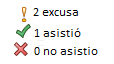 2 excusa
1 asistió
0 no asistio